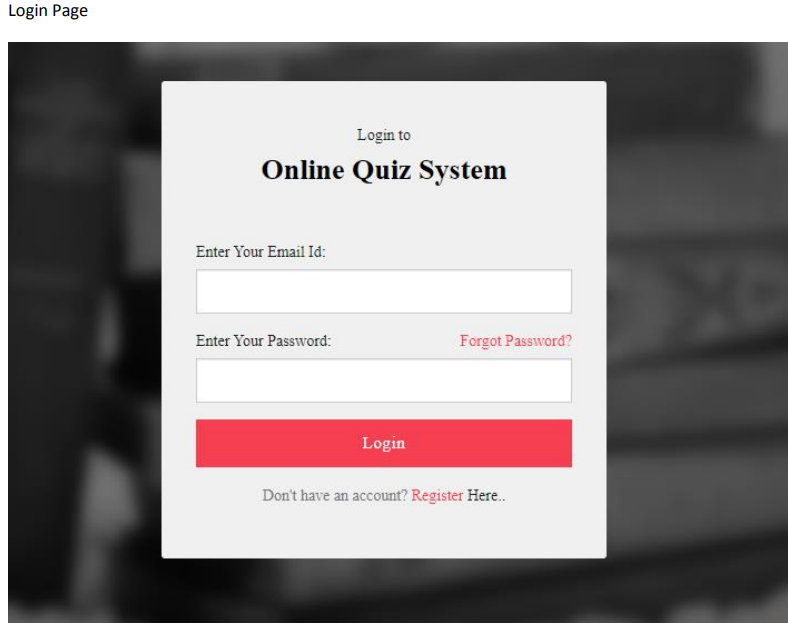 Login Page
Login to
Online Quiz System
Enter Your Email Id:
Enter Your Password: Forgot Password?
Login
Don't have an account? Register Here..